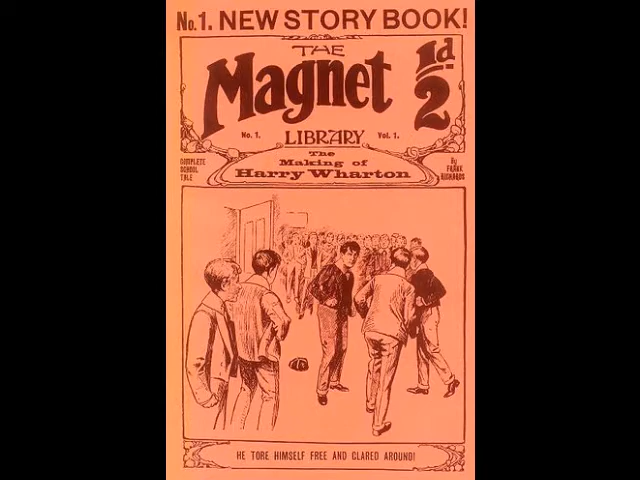 No. 1. NEW STORY BOOK!
THE
Magnet
½d
No. 1. LIBRARY Vol. 1.
COMPLETE SCHOOL TALE
The
Making of
Harry Wharton
By FRANK RICHARDS
HE TORE HIMSELF FREE AND GLARED AROUND!